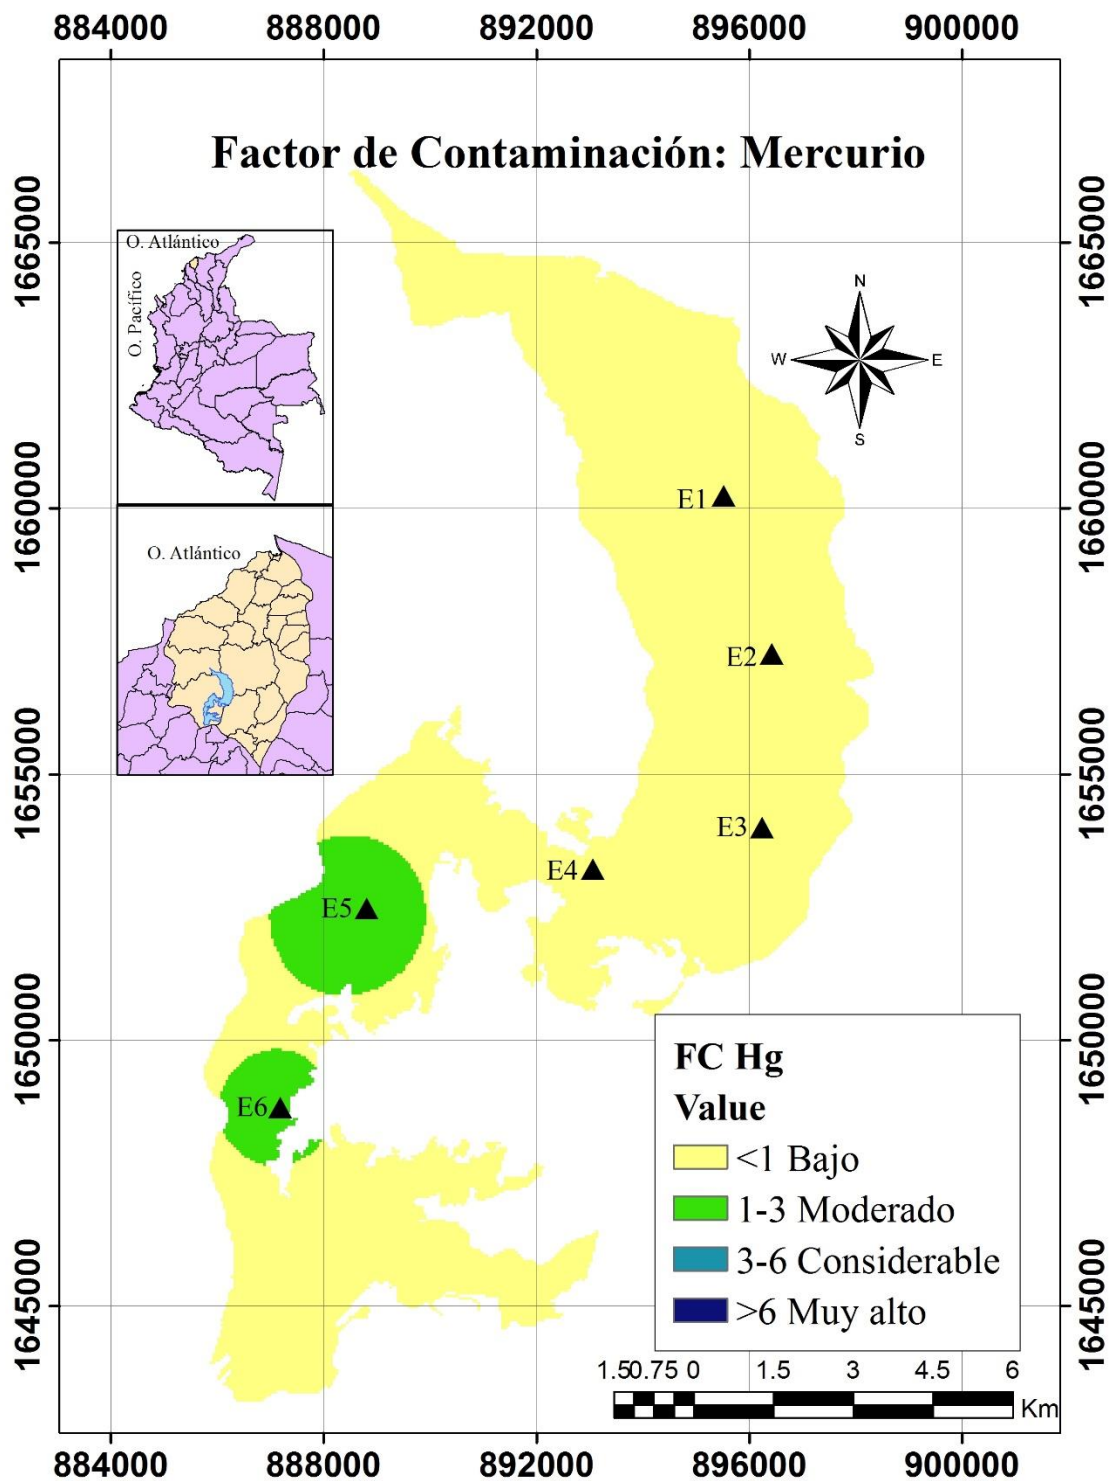 884000 888000 892000 896000 900000
Factor de Contaminación: Mercurio
1665000
1660000
1655000
1650000
1645000
O. Atlántico
O. Pacífico
O. Atlántico
N
W
E
S
E1
E2
E3
E4
E5
E6
FC Hg
Value
<1 Bajo
1-3 Moderado
3-6 Considerable
>6 Muy alto
1.5 0.75 0 1.5 3 4.5 6
Km
1665000
1660000
1655000
1650000
1645000
884000 888000 892000 896000 900000